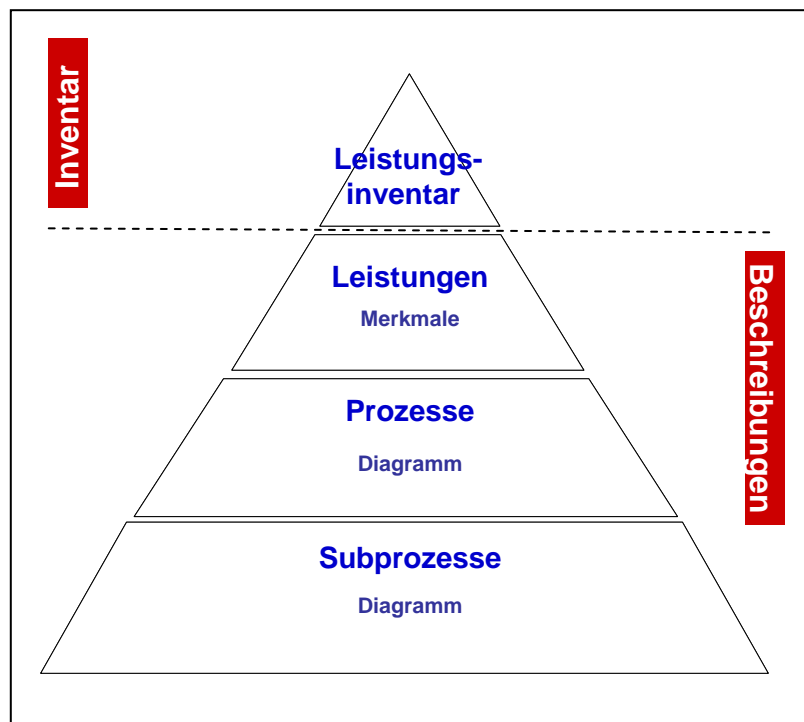 Inventar
Leistungs-
inventar
Leistungen
Merkmale
Beschreibungen
Prozesse
Diagramm
Subprozesse
Diagramm